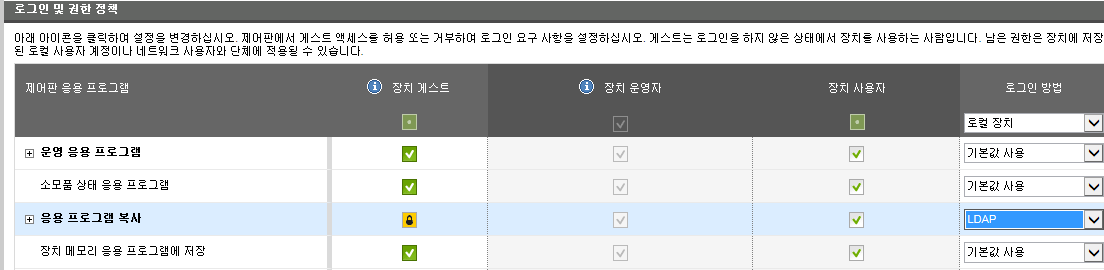 로그인 및 권한 정책
아래 아이콘을 클릭하여 설정을 변경하십시오. 제어판에서 게스트 액세스를 허용 또는 거부하여 로그인 요구 사항을 설정하십시오. 게스트는 로그인을 하지 않은 상태에서 장치를 사용하는 사람입니다. 남은 권한은 장치에 저장
된 로컬 사용자 계정이나 네트워크 사용자와 단체에 적용될 수 있습니다.
제어판 응용 프로그램 장치 게스트 장치 운영자 장치 사용자 로그인 방법
로컬 장치
운영 응용 프로그램 기본값 사용
소모품 상태 응용 프로그램 기본값 사용
응용 프로그램 복사 LDAP
장치 메모리 응용 프로그램에 저장 기본값 사용